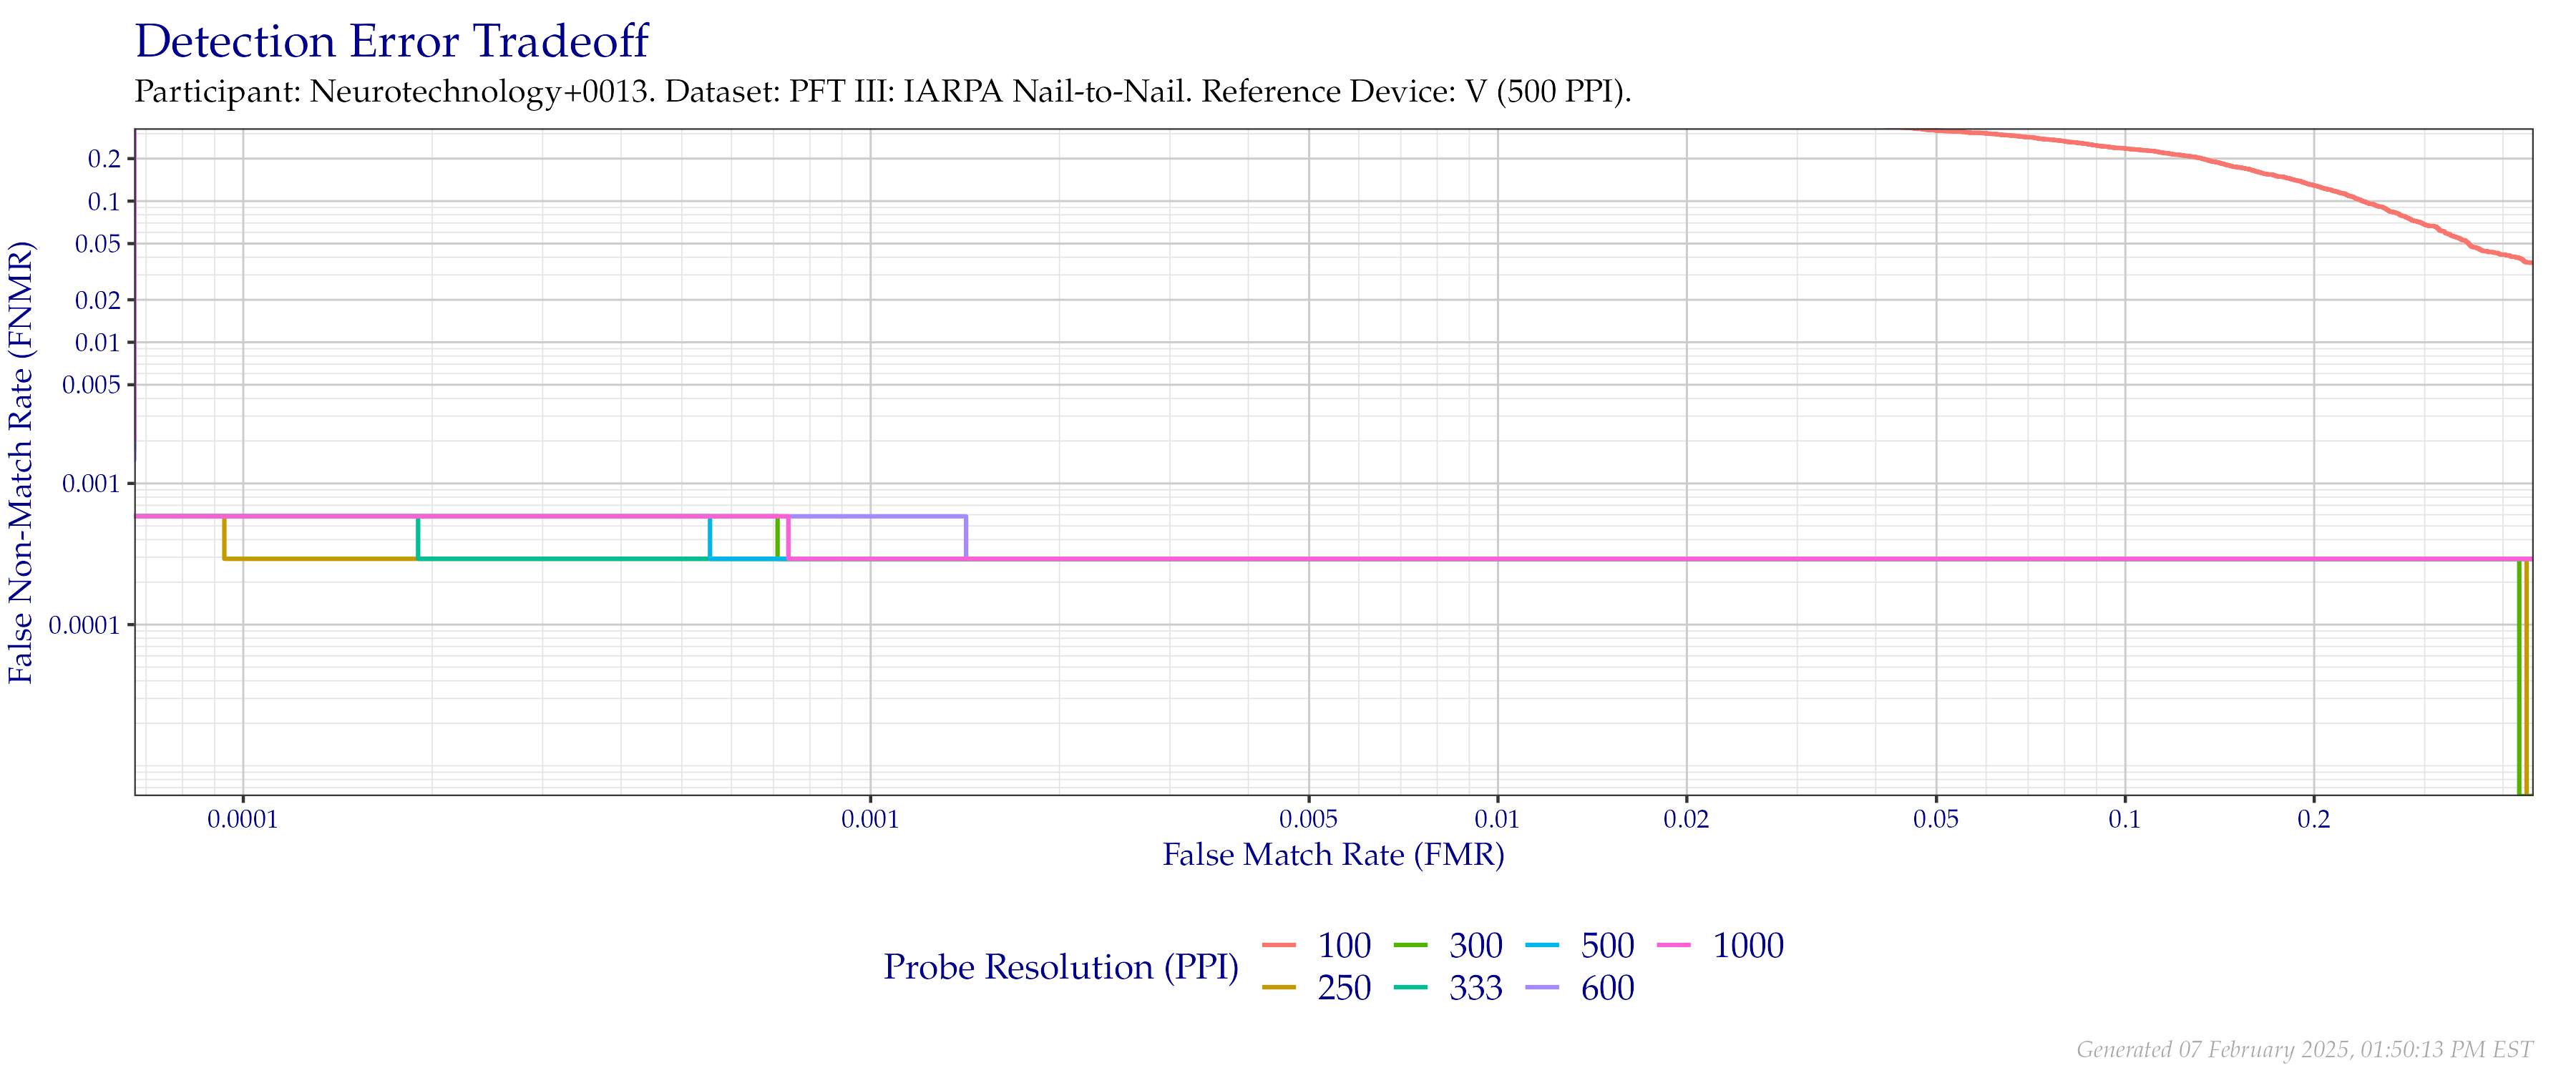 Detection Error Tradeoff
Participant: Neurotechnology+0013. Dataset: PFT III: IARPA Nail-to-Nail. Reference Device: V (500 PPI).
False Non-Match Rate (FNMR)
0.2
0.1
0.05
0.02
0.01
0.005
0.001
0.0001
0.0001 0.001 0.005 0.01 0.02 0.05 0.1 0.2
False Match Rate (FMR)
Probe Resolution (PPI)
100 300 500 1000
250 333 600
Generated 07 February 2025, 01:50:13 PM EST